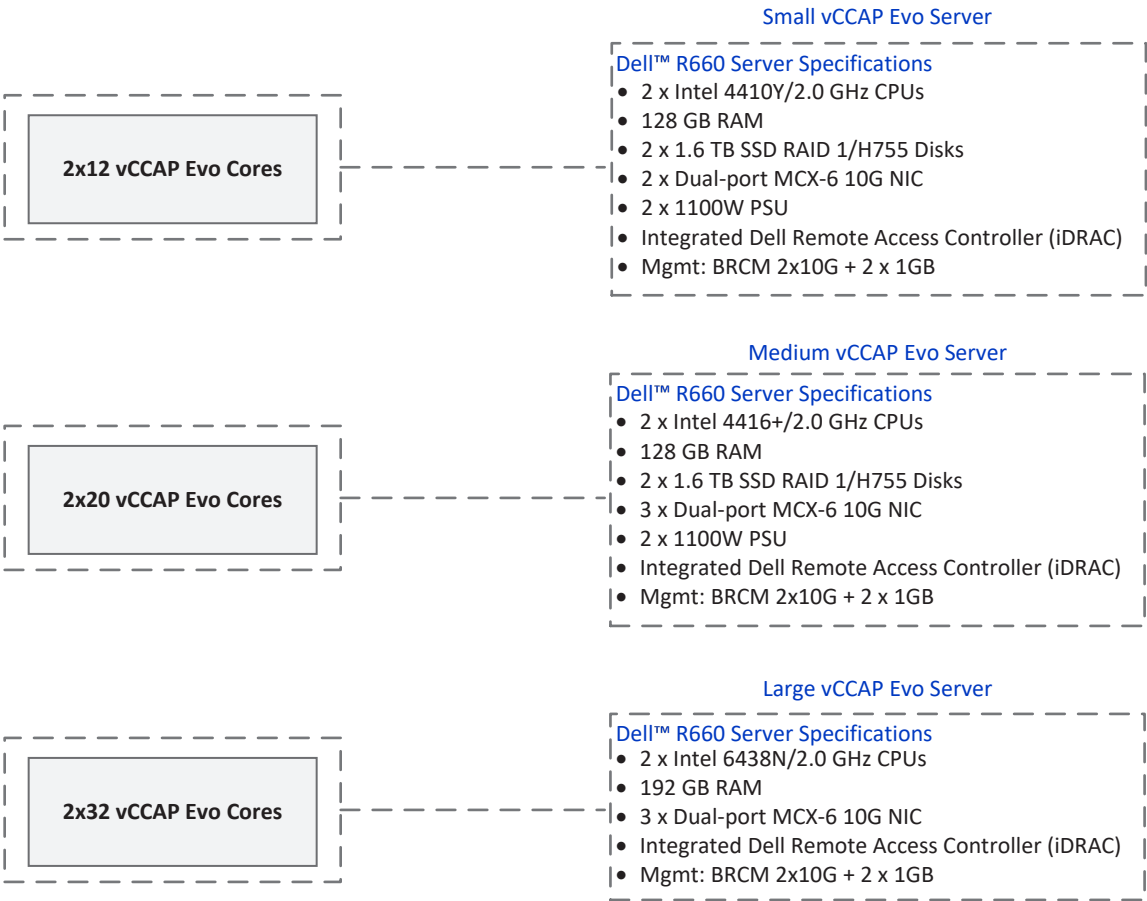 Small vCCAP Evo Server
Dell™ R660 Server Specifications
• 2 x Intel 4410Y/2.0 GHz CPUs
• 128 GB RAM
• 2 x 1.6 TB SSD RAID 1/H755 Disks
• 2 x Dual-port MCX-6 10G NIC
• 2 x 1100W PSU
• Integrated Dell Remote Access Controller (iDRAC)
• Mgmt: BRCM 2x10G + 2 x 1GB
2x12 vCCAP Evo Cores
Medium vCCAP Evo Server
Dell™ R660 Server Specifications
• 2 x Intel 4416+/2.0 GHz CPUs
• 128 GB RAM
• 2 x 1.6 TB SSD RAID 1/H755 Disks
• 3 x Dual-port MCX-6 10G NIC
• 2 x 1100W PSU
• Integrated Dell Remote Access Controller (iDRAC)
• Mgmt: BRCM 2x10G + 2 x 1GB
2x20 vCCAP Evo Cores
Large vCCAP Evo Server
Dell™ R660 Server Specifications
• 2 x Intel 6438N/2.0 GHz CPUs
• 192 GB RAM
• 3 x Dual-port MCX-6 10G NIC
• Integrated Dell Remote Access Controller (iDRAC)
• Mgmt: BRCM 2x10G + 2 x 1GB
2x32 vCCAP Evo Cores